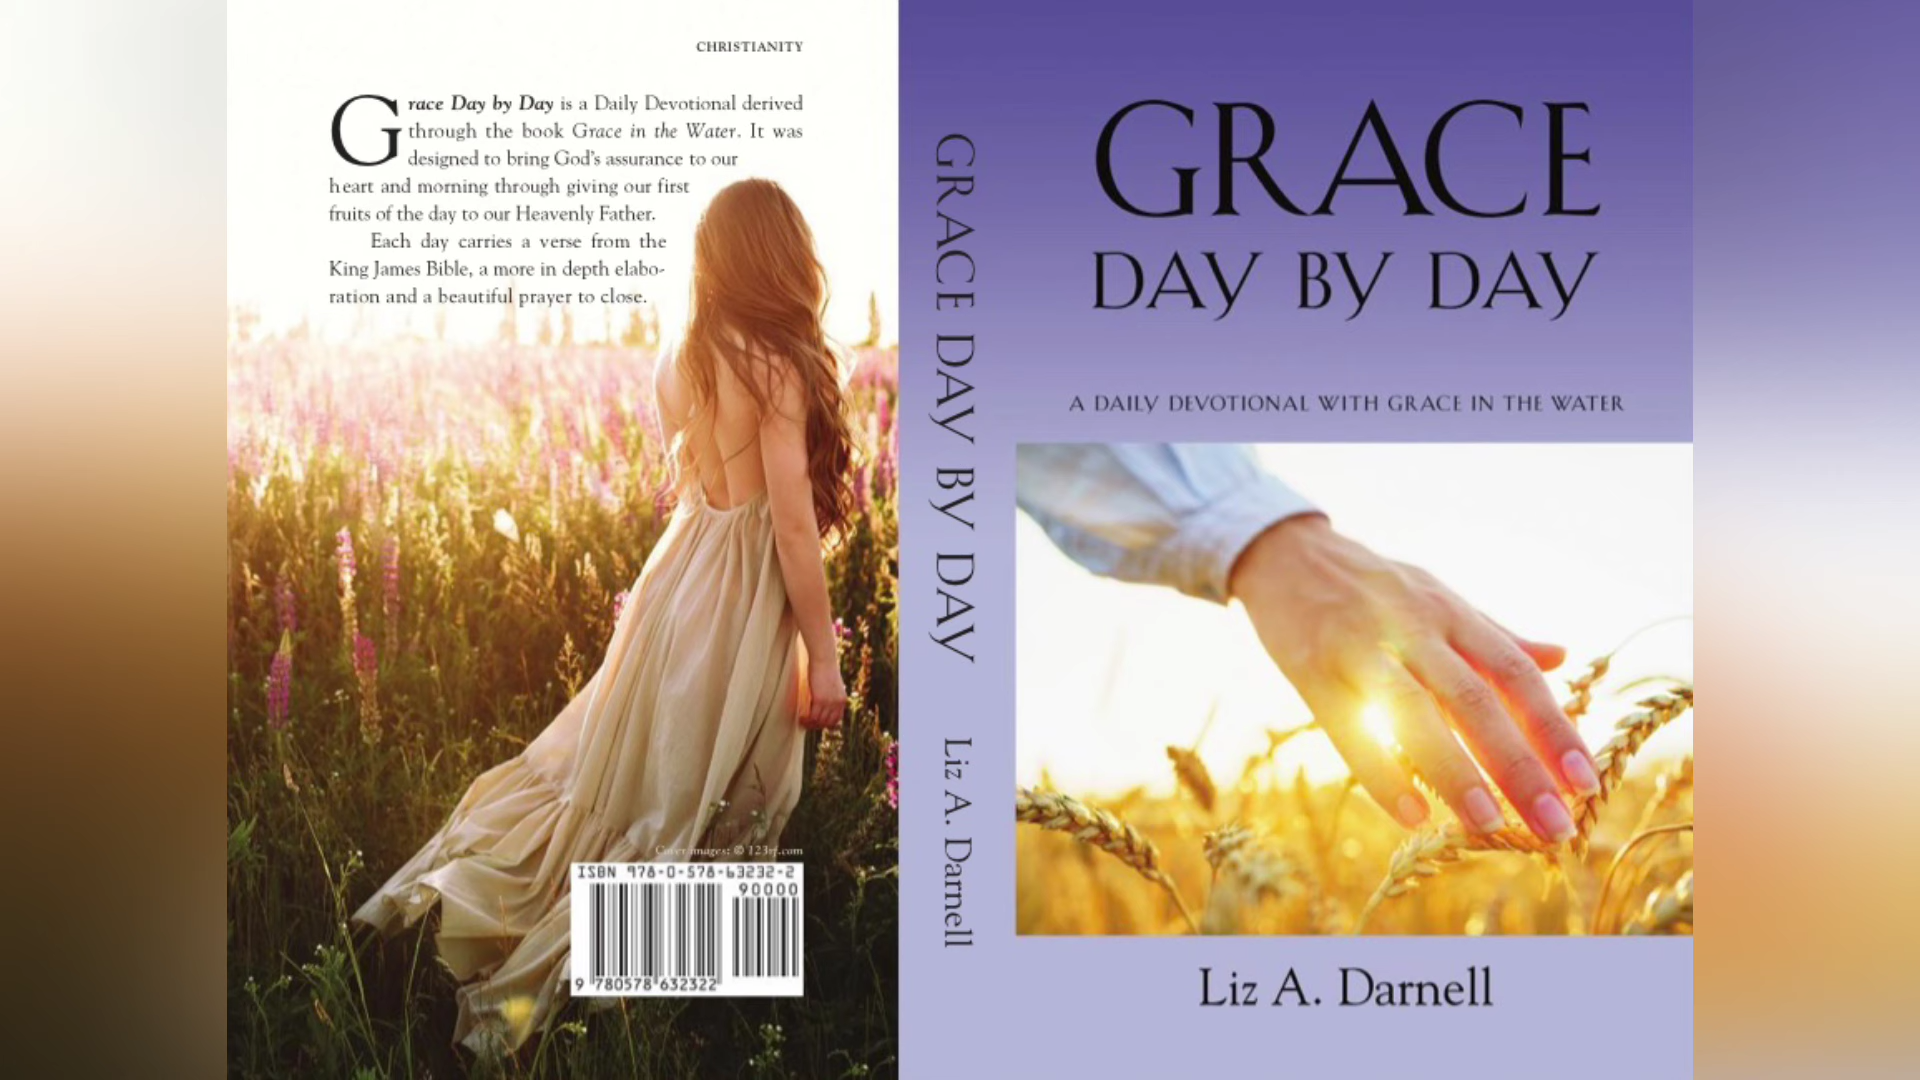 CHRISTIANITY
Grace Day by Day is a Daily Devotional derived
through the book Grace in the Water. It was
designed to bring God's assurance to our
heart and morning through giving our first
fruits of the day to our Heavenly Father.
Each day carries a verse from the
King James Bible, a more in depth elabo-
ration and a beautiful prayer to close.
Cover images: © 123rf.com
ISBN 978-0-578-63232-2
90000
9 780578 632322
GRACE DAY BY DAY Liz A. Darnell
GRACE
DAY BY DAY
A DAILY DEVOTIONAL WITH GRACE IN THE WATER
Liz A. Darnell